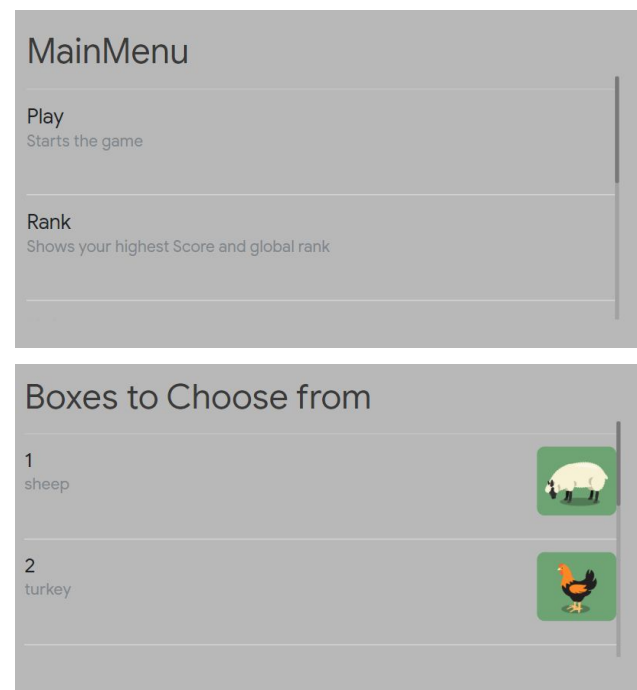 MainMenu
Play
Starts the game
Rank
Shows your highest Score and global rank
Boxes to Choose from
1
sheep
2
turkey